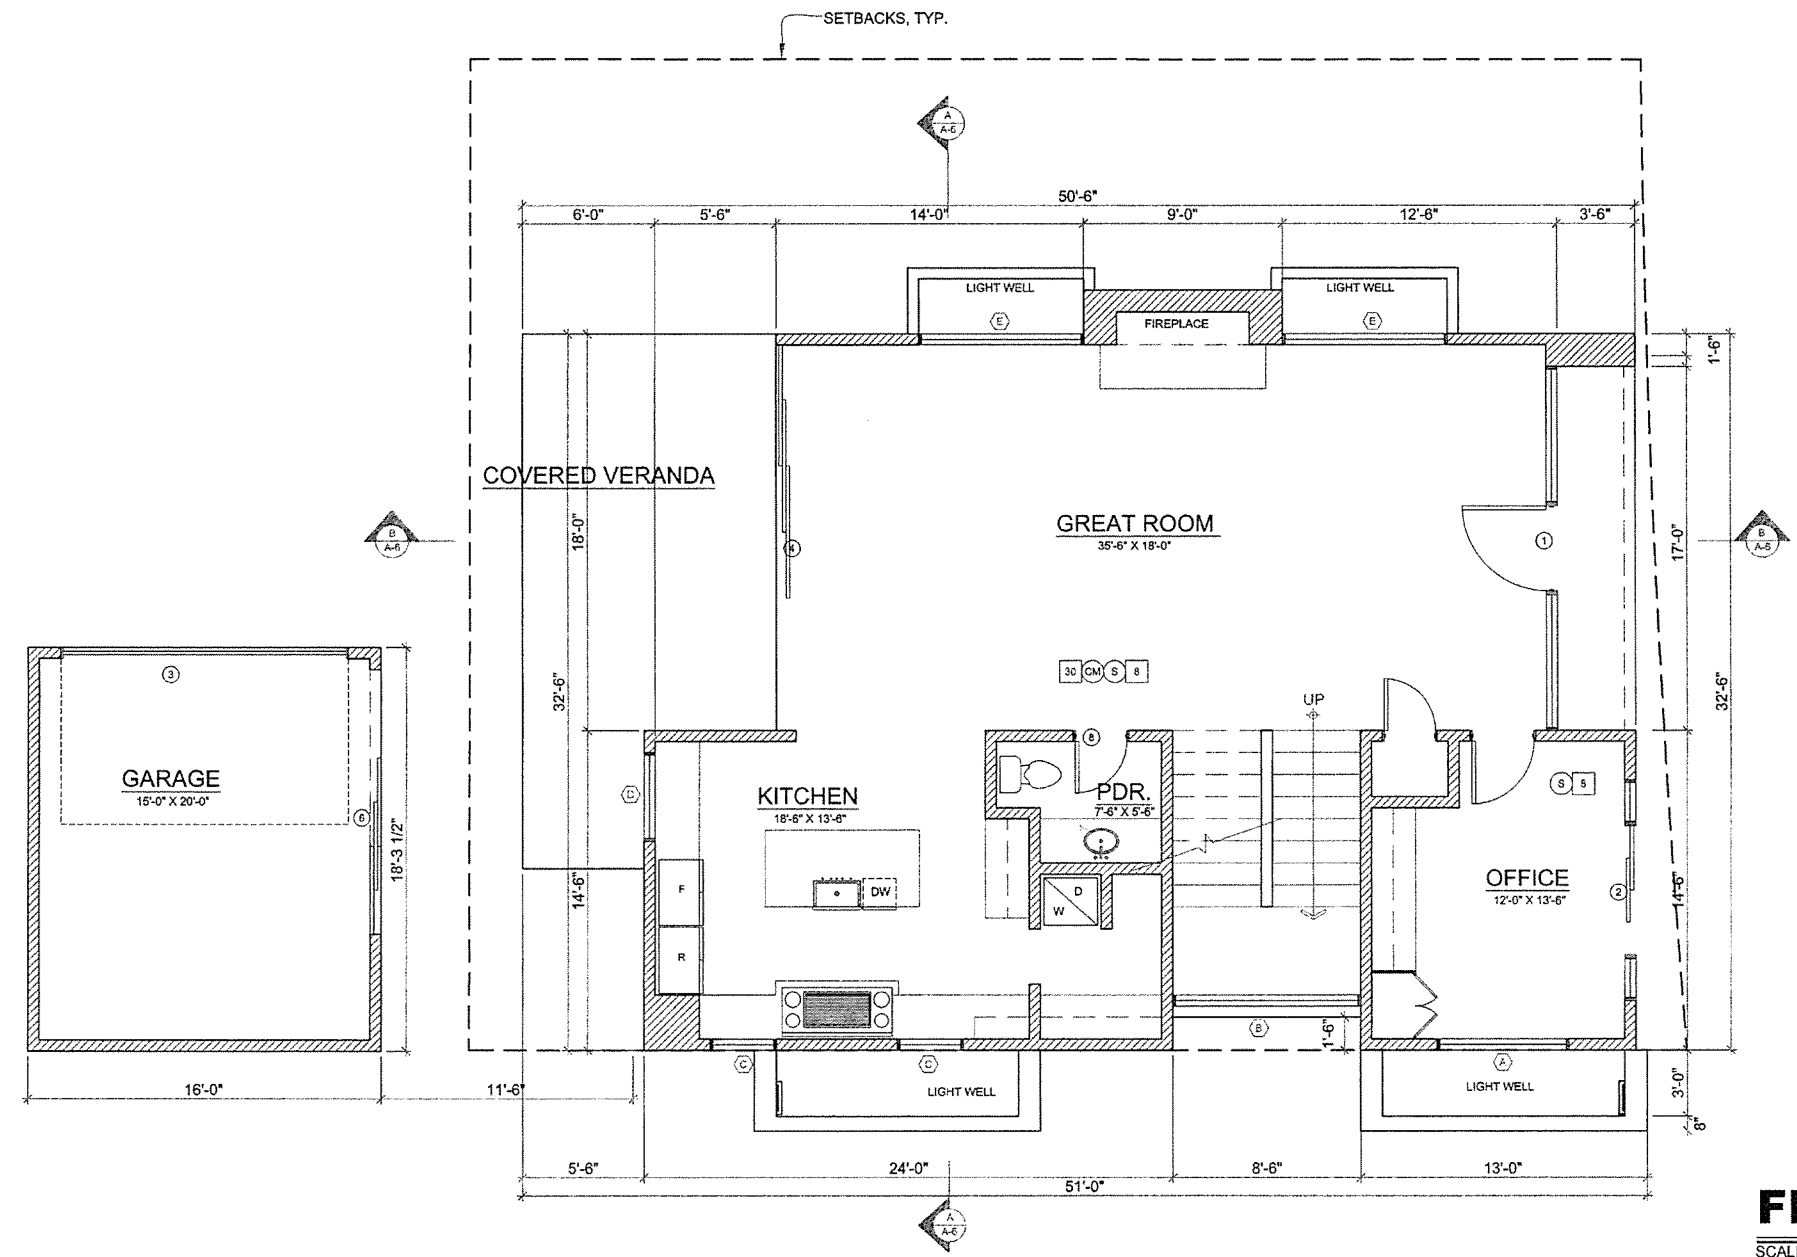 SETBACKS, TYP.
A
A-6
50'-6"
6'-0"
5'-6"
14'-0"
9'-0"
12'-6"
3'-6"
LIGHT WELL
LIGHT WELL
E
FIREPLACE
E
1'-6"
COVERED VERANDA
18'-0"
4
GREAT ROOM
35'-6" X 18'-0"
1
17'-0"
B
A-6
B
A-6
32'-6"
32'-6"
30
CM
S
8
UP
3
8
GARAGE
15'-0" X 20'-0"
6
18'-3 1/2"
KITCHEN
18'-6" X 13'-6"
PDR.
7'-6" X 5'-6"
S
F
DW
D
W
R
OFFICE
12'-0" X 13'-6"
2
14'-6"
14'-6"
B
1'-6"
C
C
A
LIGHT WELL
LIGHT WELL
3'-0"
8"
16'-0"
11'-6"
5'-6"
24'-0"
8'-6"
13'-0"
51'-0"
A
A-6